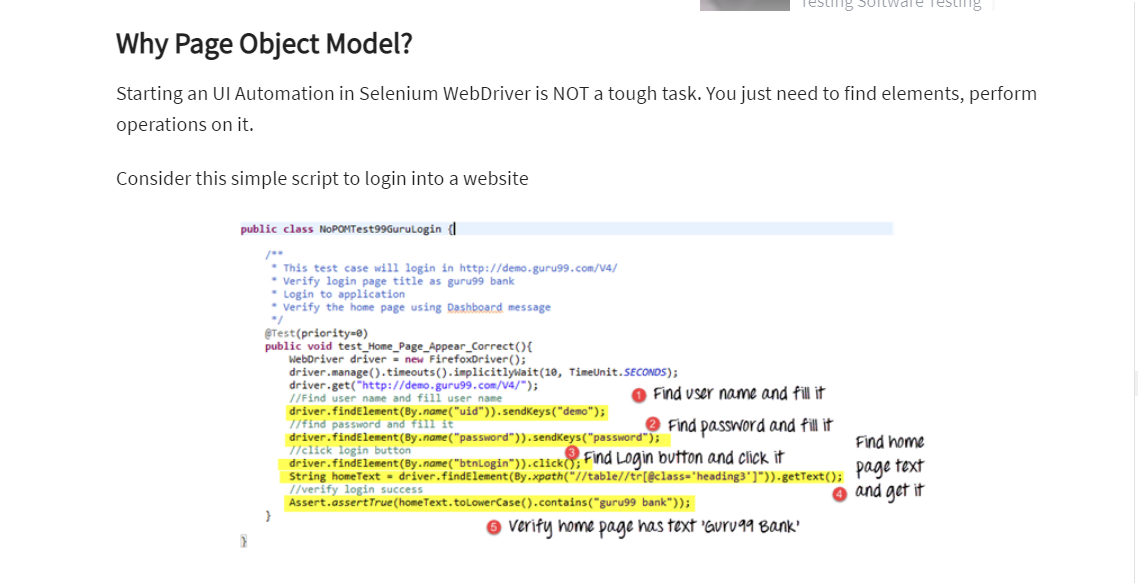 Testing Software Testing
Why Page Object Model?
Starting an UI Automation in Selenium WebDriver is NOT a tough task. You just need to find elements, perform
operations on it.
Consider this simple script to login into a website
public class NoPOMTest99GuruLogin {
/**
* This test case will login in http://demo.guru99.com/V4/
* Verify login page title as guru99 bank
* Login to application
* Verify the home page using Dashboard message
*/
@Test(priority=0)
public void test_Home_Page_Appear_Correct(){
WebDriver driver = new FirefoxDriver();
driver.manage().timeouts().implicitlyWait(10, TimeUnit.SECONDS);
driver.get("http://demo.guru99.com/V4/");
//Find user name and fill user name
1 Find user name and fill it
driver.findElement(By.name("uid")).sendKeys("demo");
//find password and fill it
2 Find password and fill it
driver.findElement(By.name("password")).sendKeys("password");
//click login button
3 Find Login button and click it
driver.findElement(By.name("btnLogin")).click();
String homeText = driver.findElement(By.xpath("//table//tr[@class='heading3']")).getText();
Find home
page text
4 and get it
//verify login success
Assert.assertTrue(homeText.toLowerCase().contains("guru99 bank"));
}
5 Verify home page has text 'Guru99 Bank'
}